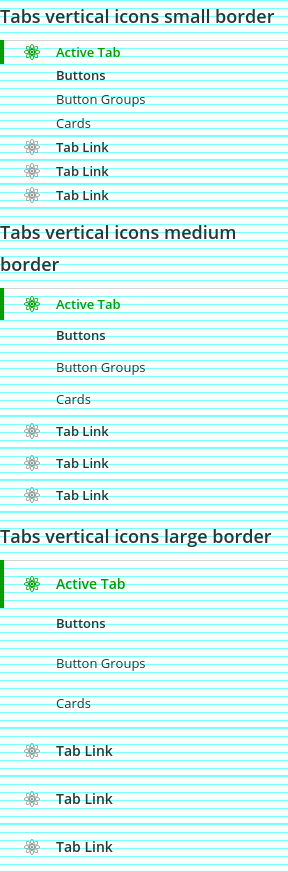 Tabs vertical icons small border
Active Tab
Buttons
Button Groups
Cards
Tab Link
Tab Link
Tab Link
Tabs vertical icons medium
border
Active Tab
Buttons
Button Groups
Cards
Tab Link
Tab Link
Tab Link
Tabs vertical icons large border
Active Tab
Buttons
Button Groups
Cards
Tab Link
Tab Link
Tab Link